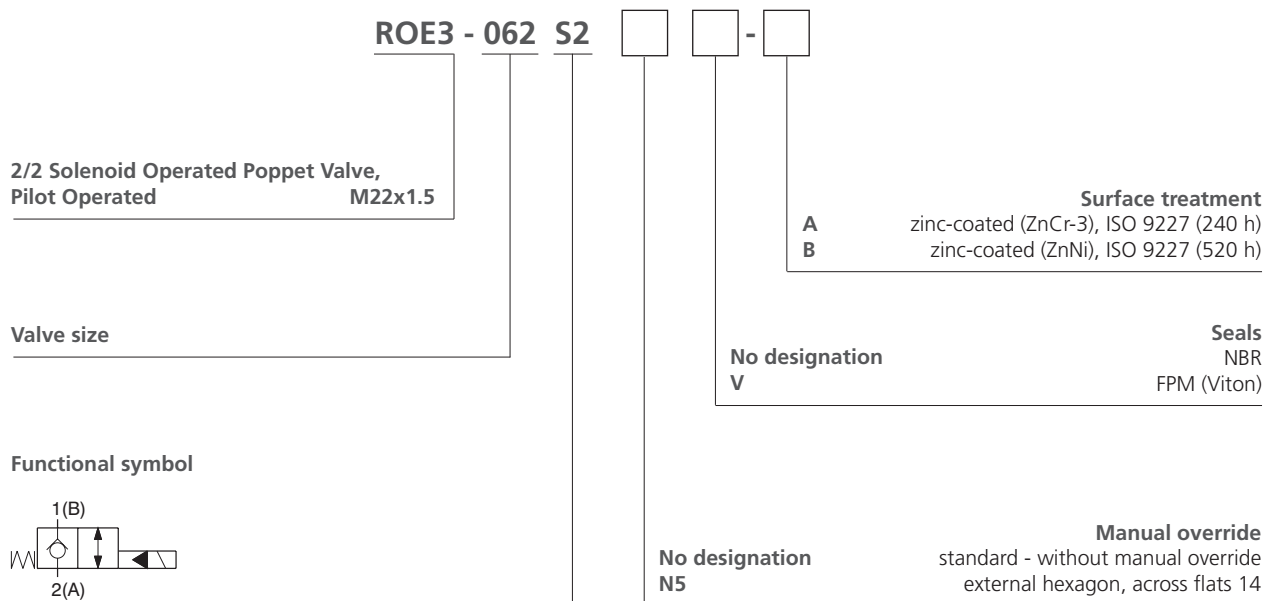 ROE3 - 062 S2 -
2/2 Solenoid Operated Poppet Valve,
Pilot Operated M22x1.5
Surface treatment
A zinc-coated (ZnCr-3), ISO 9227 (240 h)
B zinc-coated (ZnNi), ISO 9227 (520 h)
Valve size
Seals
No designation NBR
V FPM (Viton)
Functional symbol
1(B)
2(A)
Manual override
No designation standard - without manual override
N5 external hexagon, across flats 14